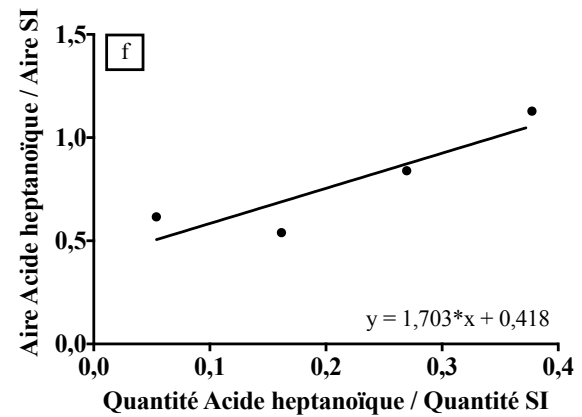 1,5
f
1,0
0,5
0,0
y = 1,703*x + 0,418
0,0 0,1 0,2 0,3 0,4
Aire Acide heptanoïque / Aire SI
Quantité Acide heptanoïque / Quantité SI